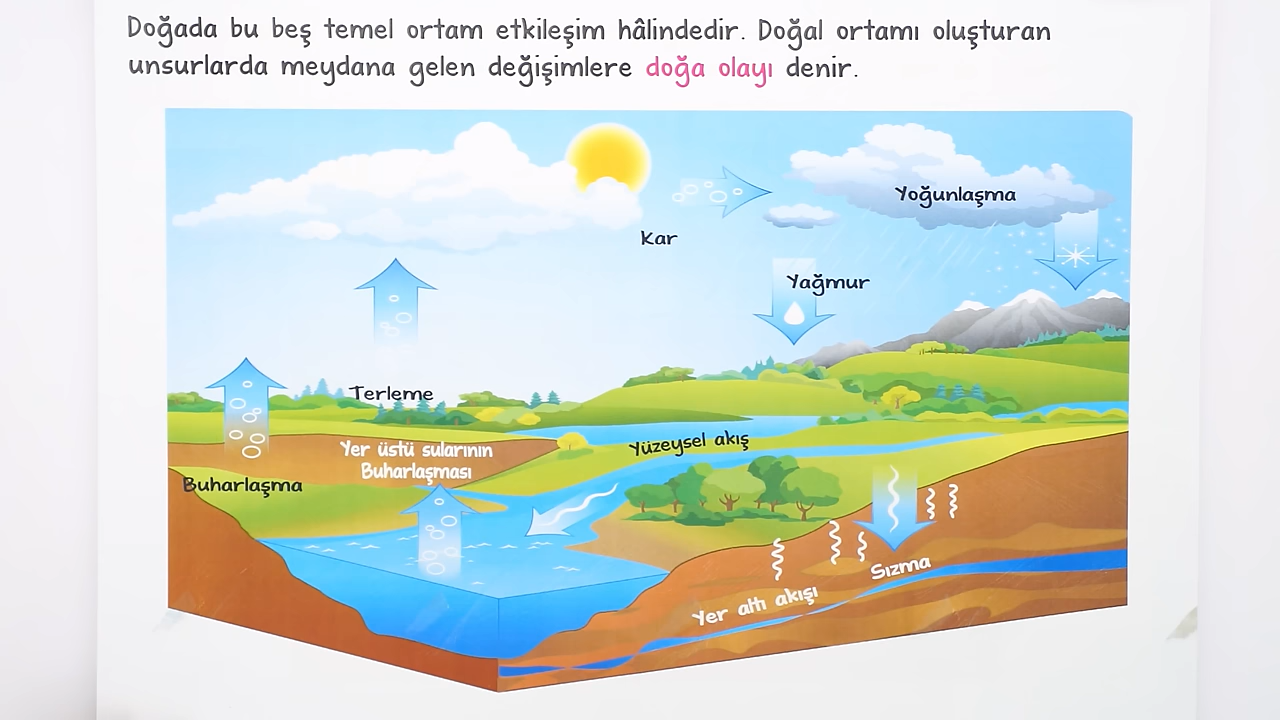 Doğada bu beş temel ortam etkileşim hâlindedir. Doğal ortamı oluşturan
unsurlarda meydana gelen değişimlere doğa olayı denir.
Yoğunlaşma
Kar
Yağmur
Terleme
Yüzeysel akış
Yer üstü sularının
Buharlaşması
Buharlaşma
Sızma
Yer altı akışı